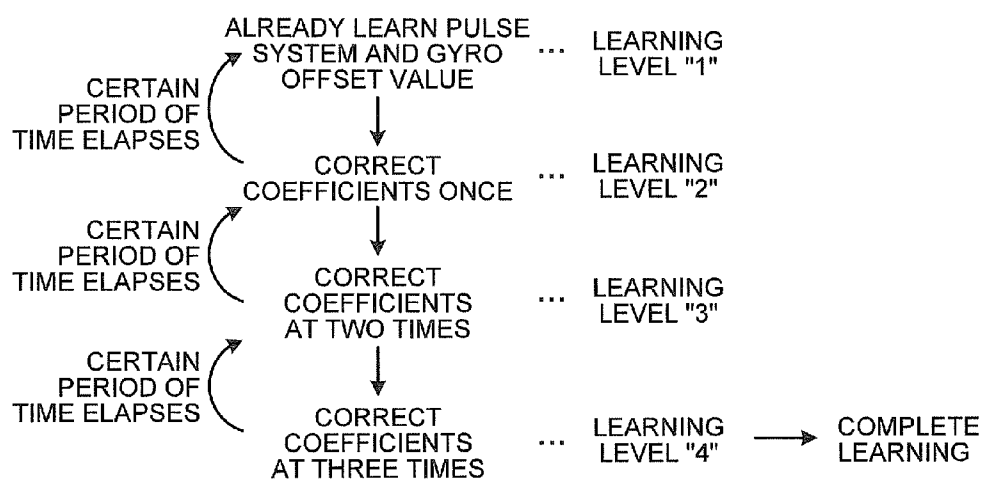 ALREADY LEARN PULSE
SYSTEM AND GYRO
OFFSET VALUE
...
LEARNING
LEVEL "1"
CERTAIN
PERIOD OF
TIME ELAPSES
CORRECT
COEFFICIENTS ONCE
...
LEARNING
LEVEL "2"
CERTAIN
PERIOD OF
TIME ELAPSES
CORRECT
COEFFICIENTS
AT TWO TIMES
...
LEARNING
LEVEL "3"
CERTAIN
PERIOD OF
TIME ELAPSES
CORRECT
COEFFICIENTS
AT THREE TIMES
...
LEARNING
LEVEL "4"
COMPLETE
LEARNING